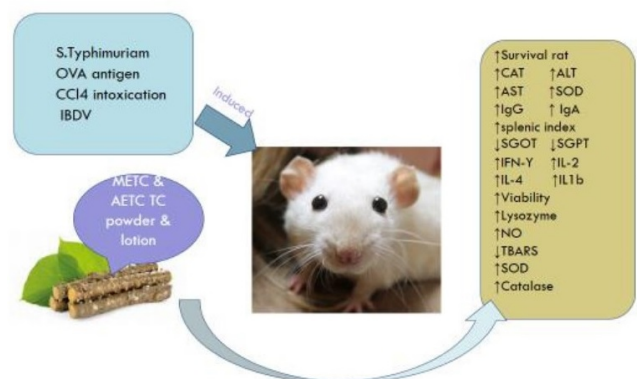 S.Typhimuriam
OVA antigen
CCl4 intoxication
IBDV
Induced
METC &
AETC TC
powder &
lotion
↑Survival rat
↑CAT ↑ALT
↑AST ↑SOD
↑IgG ↑ IgA
↑splenic index
↓SGOT ↓SGPT
↑IFN-Y ↑IL-2
↑IL-4 ↑IL1b
↑Viability
↑Lysozyme
↑NO
↓TBARS
↑SOD
↑Catalase